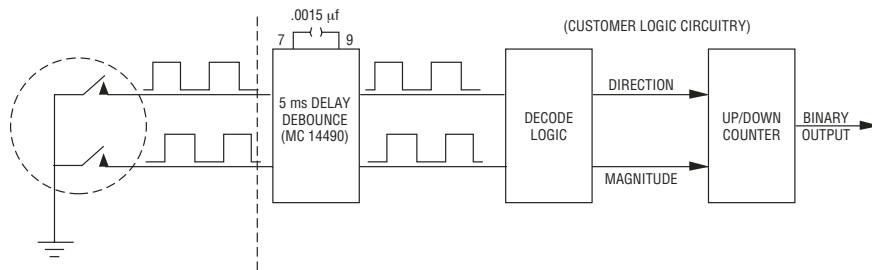 .0015 µf
7 9
(CUSTOMER LOGIC CIRCUITRY)
5 ms DELAY
DEBOUNCE
(MC 14490)
DECODE
LOGIC
DIRECTION
MAGNITUDE
UP/DOWN
COUNTER
BINARY
OUTPUT